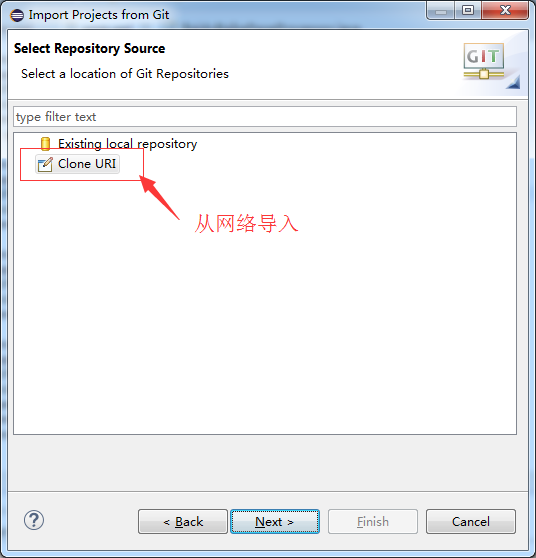 Import Projects from Git
Select Repository Source
Select a location of Git Repositories
GIT
type filter text
Existing local repository
Clone URI
从网络导入
?
< Back
Next >
Finish
Cancel